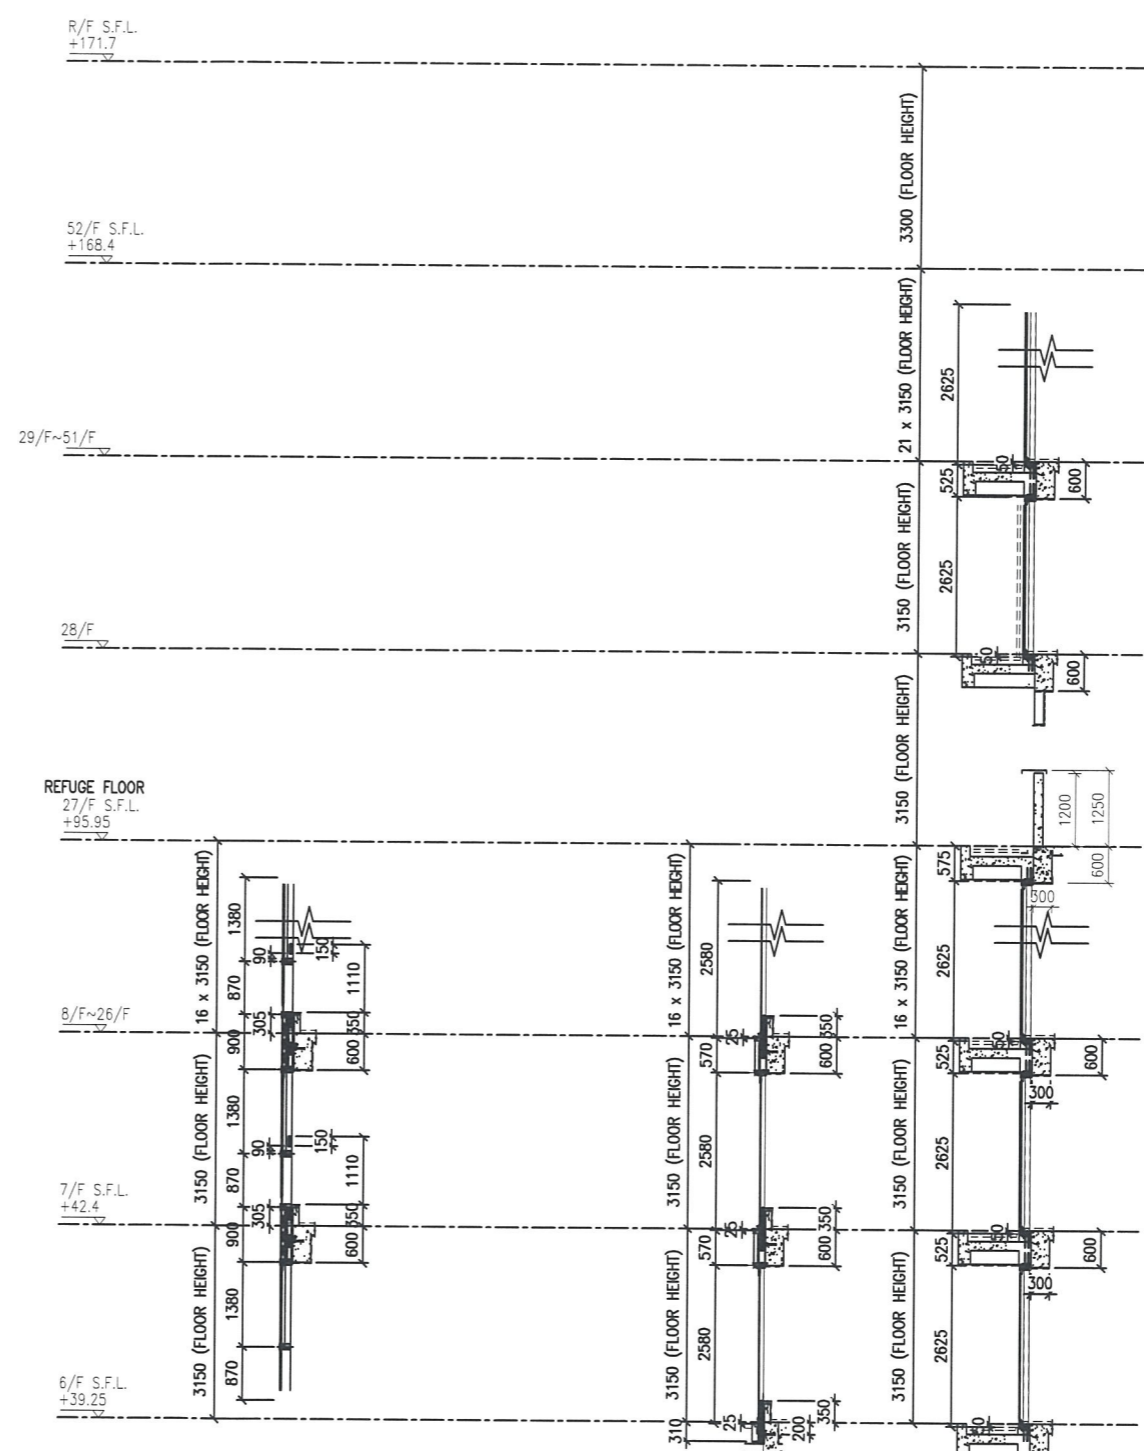 R/F S.F.L.
+171.7
3300 (FLOOR HEIGHT)
52/F S.F.L.
+168.4
21 x 3150 (FLOOR HEIGHT)
2625
29/F~51/F
50
525
600
3150 (FLOOR HEIGHT)
2625
28/F
50
600
3150 (FLOOR HEIGHT)
REFUGE FLOOR
27/F S.F.L.
+95.95
1200
1250
575
600
300
16 x 3150 (FLOOR HEIGHT)
1380
90
150
870
1110
16 x 3150 (FLOOR HEIGHT)
2580
16 x 3150 (FLOOR HEIGHT)
2625
8/F~26/F
305
350
900
600
25
350
570
600
50
525
600
300
3150 (FLOOR HEIGHT)
1380
90
150
870
1110
3150 (FLOOR HEIGHT)
2580
3150 (FLOOR HEIGHT)
2625
7/F S.F.L.
+42.4
305
350
900
600
25
350
570
600
50
525
600
300
3150 (FLOOR HEIGHT)
1380
870
3150 (FLOOR HEIGHT)
2580
3150 (FLOOR HEIGHT)
2625
6/F S.F.L.
+39.25
310
25
200
350
50